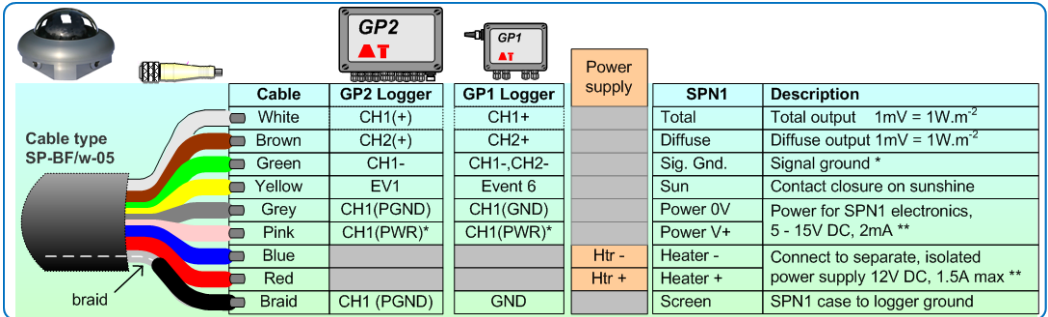 GP2
ΔT
GP1
ΔT
Power
supply
Cable GP2 Logger GP1 Logger SPN1 Description
White CH1(+) CH1+ Total Total output 1mV = 1W.m⁻²
Cable type
SP-BF/w-05
Brown CH2(+) CH2+ Diffuse Diffuse output 1mV = 1W.m⁻²
Green CH1- CH1-,CH2- Sig. Gnd. Signal ground *
Yellow EV1 Event 6 Sun Contact closure on sunshine
Grey CH1(PGND) CH1(GND) Power 0V Power for SPN1 electronics,
Pink CH1(PWR)* CH1(PWR)* Power V+ 5 - 15V DC, 2mA **
Blue Htr - Heater - Connect to separate, isolated
Red Htr + Heater + power supply 12V DC, 1.5A max **
braid
Braid CH1 (PGND) GND Screen SPN1 case to logger ground